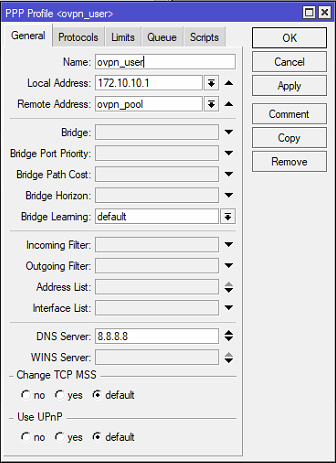 PPP Profile <ovpn_user>
General Protocols Limits Queue Scripts
Name: ovpn_user
Local Address: 172.10.10.1
Remote Address: ovpn_pool
Bridge:
Bridge Port Priority:
Bridge Path Cost:
Bridge Horizon:
Bridge Learning: default
Incoming Filter:
Outgoing Filter:
Address List:
Interface List:
DNS Server: 8.8.8.8
WINS Server:
Change TCP MSS
no yes default
Use UPnP
no yes default
OK
Cancel
Apply
Comment
Copy
Remove